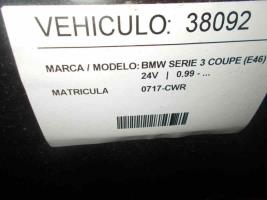 VEHICULO: 38092
MARCA / MODELO: BMW SERIE 3 COUPE (E46)
24V | 0.99 - ...
MATRICULA 0717-CWR